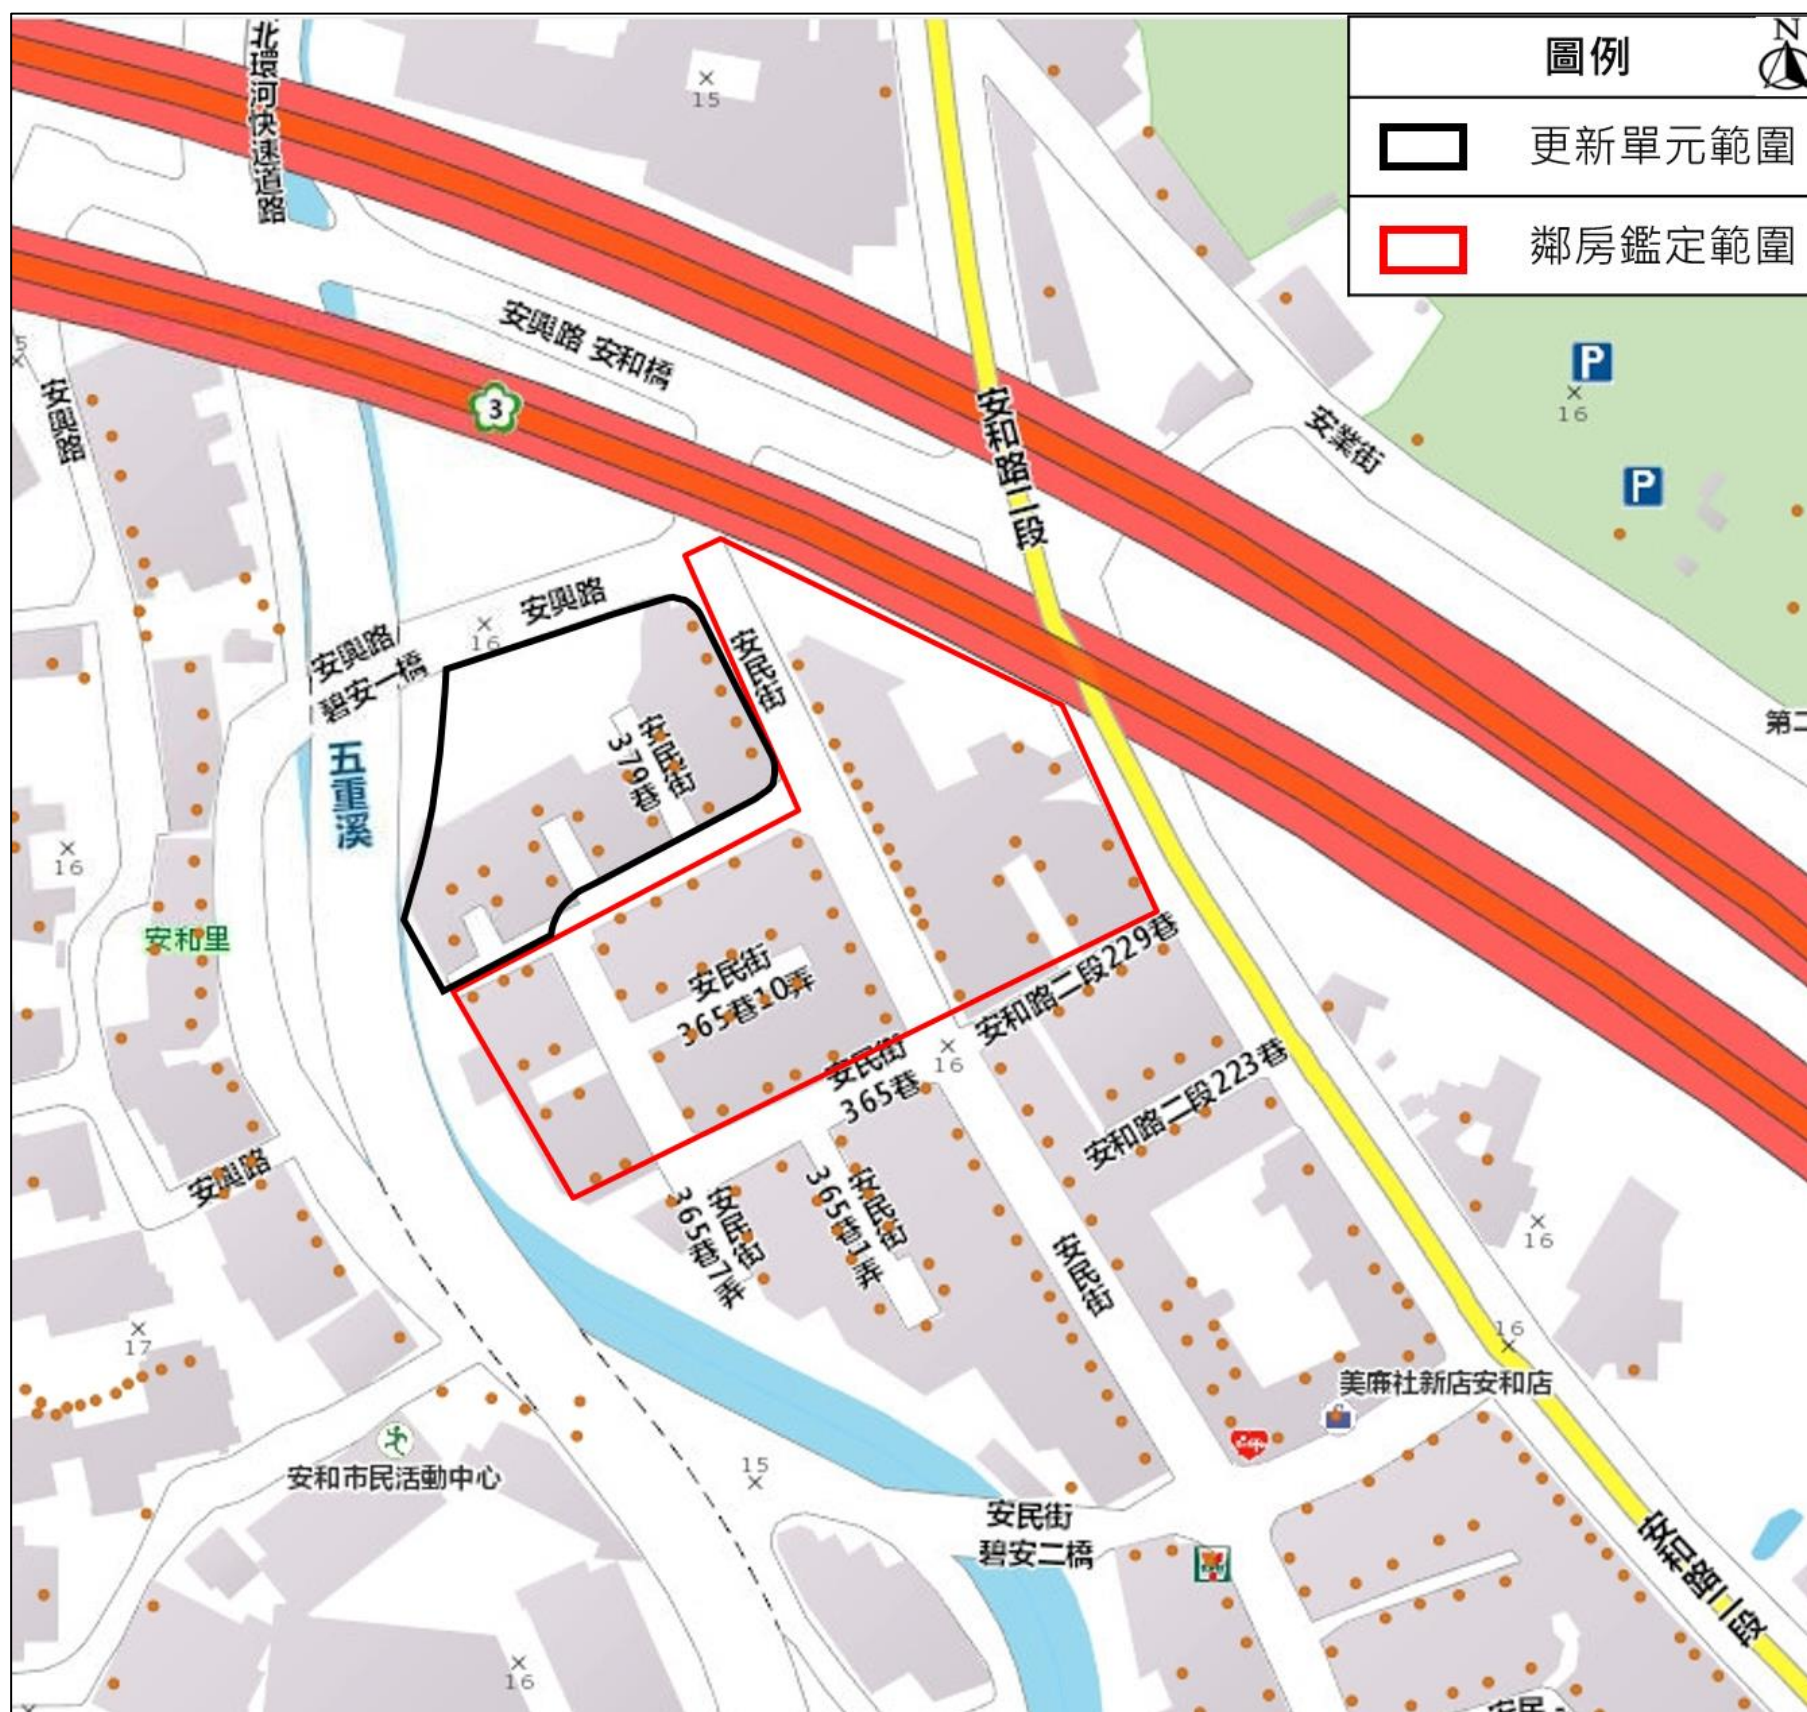 圖例
N
更新單元範圍
鄰房鑑定範圍
北環河快速道路
15
安興路 安和橋
3
安興路
安和路二段
安業街
P
16
P
安興路
16
安興路
碧安一橋
安民街
五重溪
安民街
379巷
第二
16
安和里
安民街
365巷10弄
安和路二段229巷
安民街
365巷
16
安和路二段223巷
安興路
安民街
365巷7弄
安民街
365巷1弄
安民街
16
17
16
美廉社新店安和店
安和市民活動中心
15
安民街
碧安二橋
安和路二段
16
安民